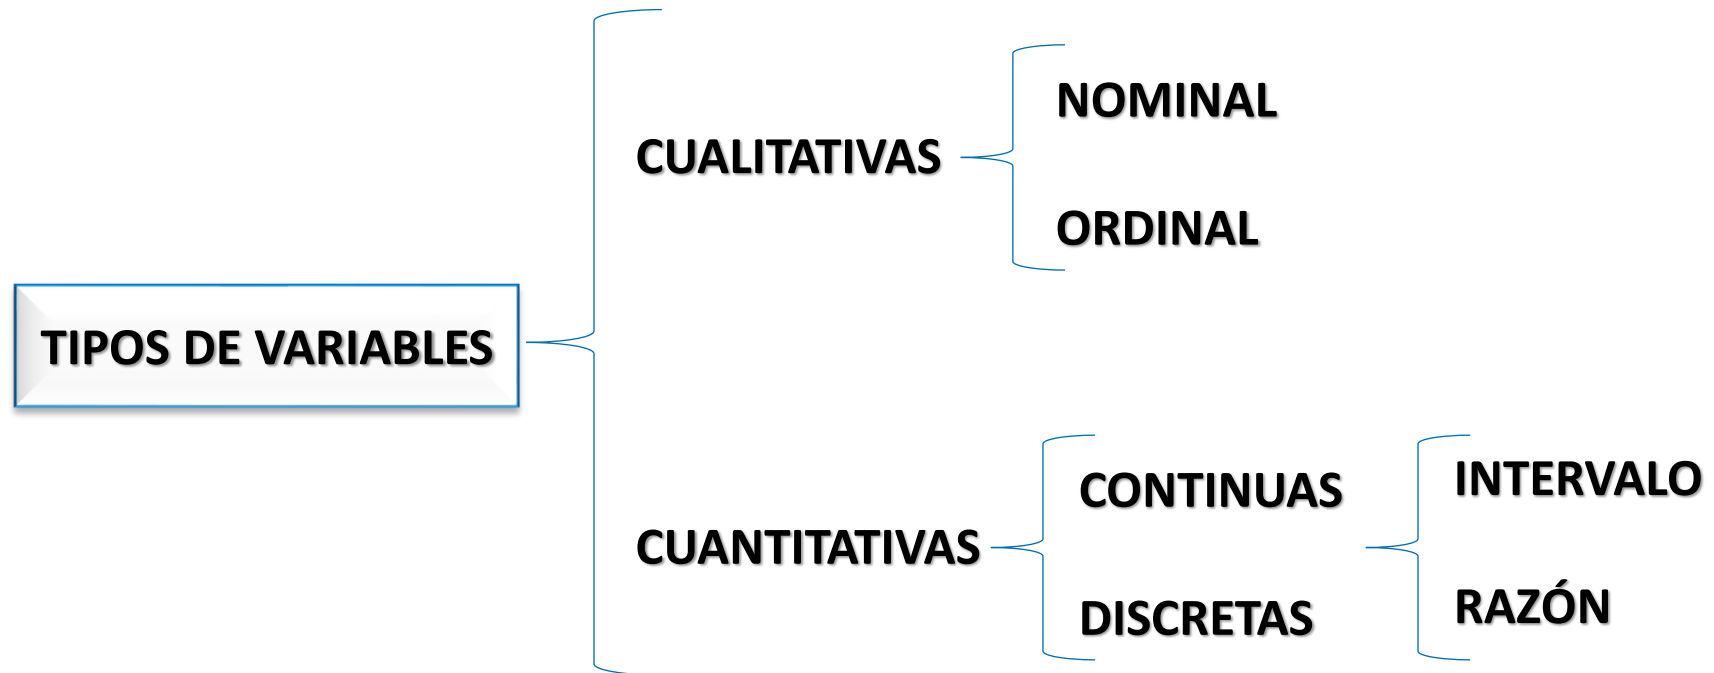 TIPOS DE VARIABLES
CUALITATIVAS
NOMINAL
ORDINAL
CUANTITATIVAS
CONTINUAS
DISCRETAS
INTERVALO
RAZÓN